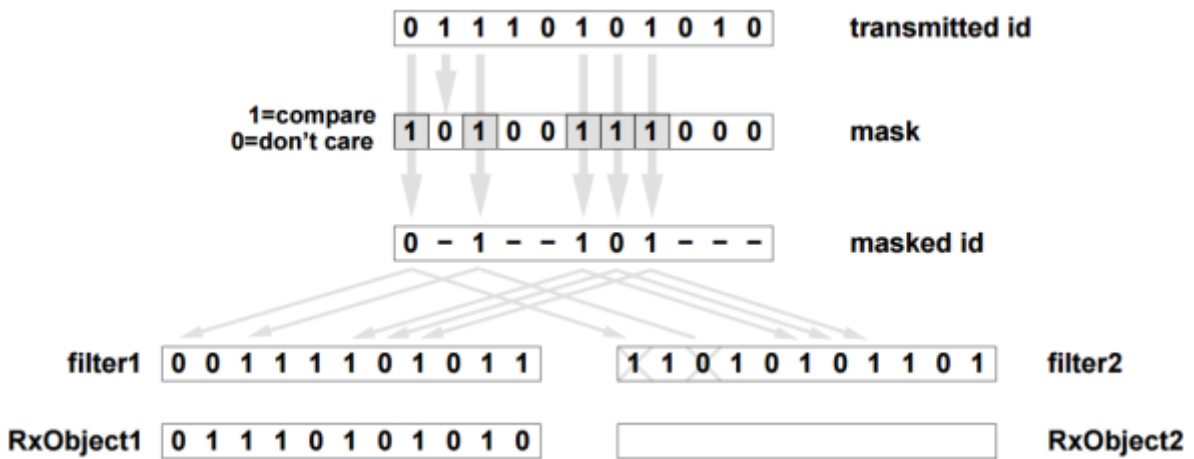 0 1 1 1 0 1 0 1 0 1 0 transmitted id
1=compare
0=don't care
1 0 1 0 0 1 1 1 0 0 0 mask
0 – 1 – – 1 0 1 – – – masked id
filter1 0 0 1 1 1 1 0 1 0 1 1 1 1 0 1 0 1 0 1 1 0 1 filter2
RxObject1 0 1 1 1 0 1 0 1 0 1 0 RxObject2